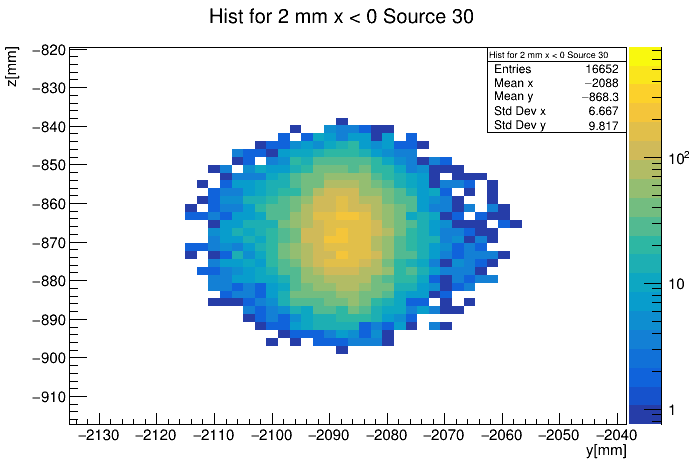 Hist for 2 mm x < 0 Source 30
Hist for 2 mm x < 0 Source 30
Entries 16652
Mean x −2088
Mean y −868.3
Std Dev x 6.667
Std Dev y 9.817
z[mm]
−820
−830
−840
−850
−860
−870
−880
−890
−900
−910
−2130 −2120 −2110 −2100 −2090 −2080 −2070 −2060 −2050 −2040
y[mm]
10²
10
1